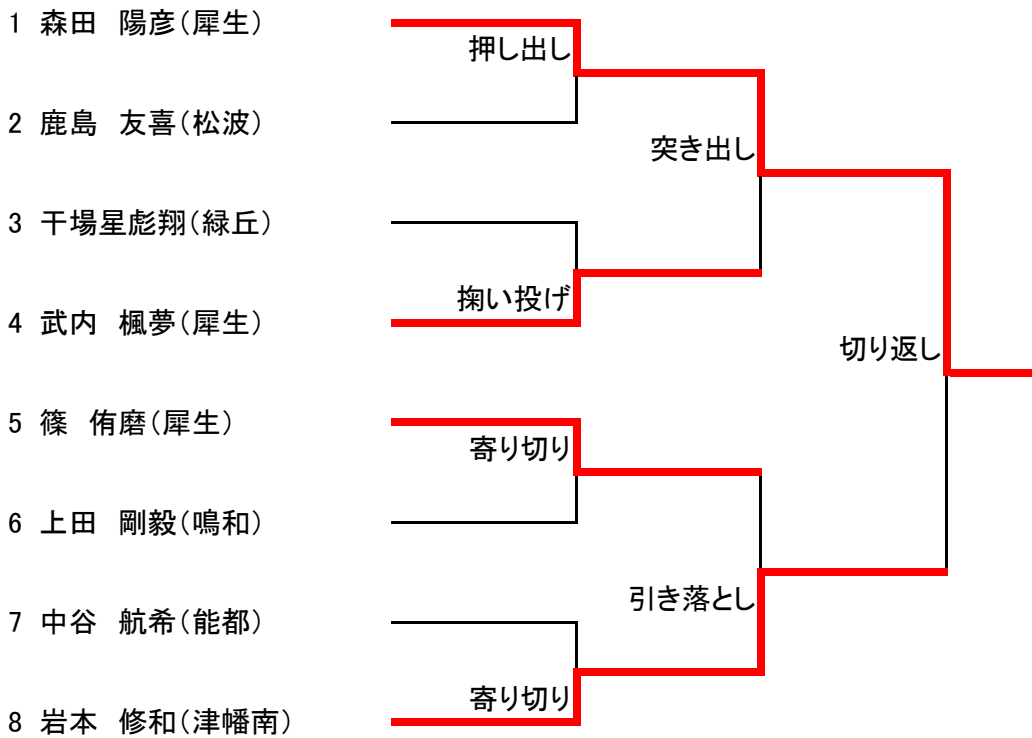 1 森田 陽彦(犀生)
押し出し
2 鹿島 友喜(松波)
突き出し
3 干場星彪翔(緑丘)
掬い投げ
4 武内 楓夢(犀生)
切り返し
5 篠 侑磨(犀生)
寄り切り
6 上田 剛毅(鳴和)
引き落とし
7 中谷 航希(能都)
寄り切り
8 岩本 修和(津幡南)